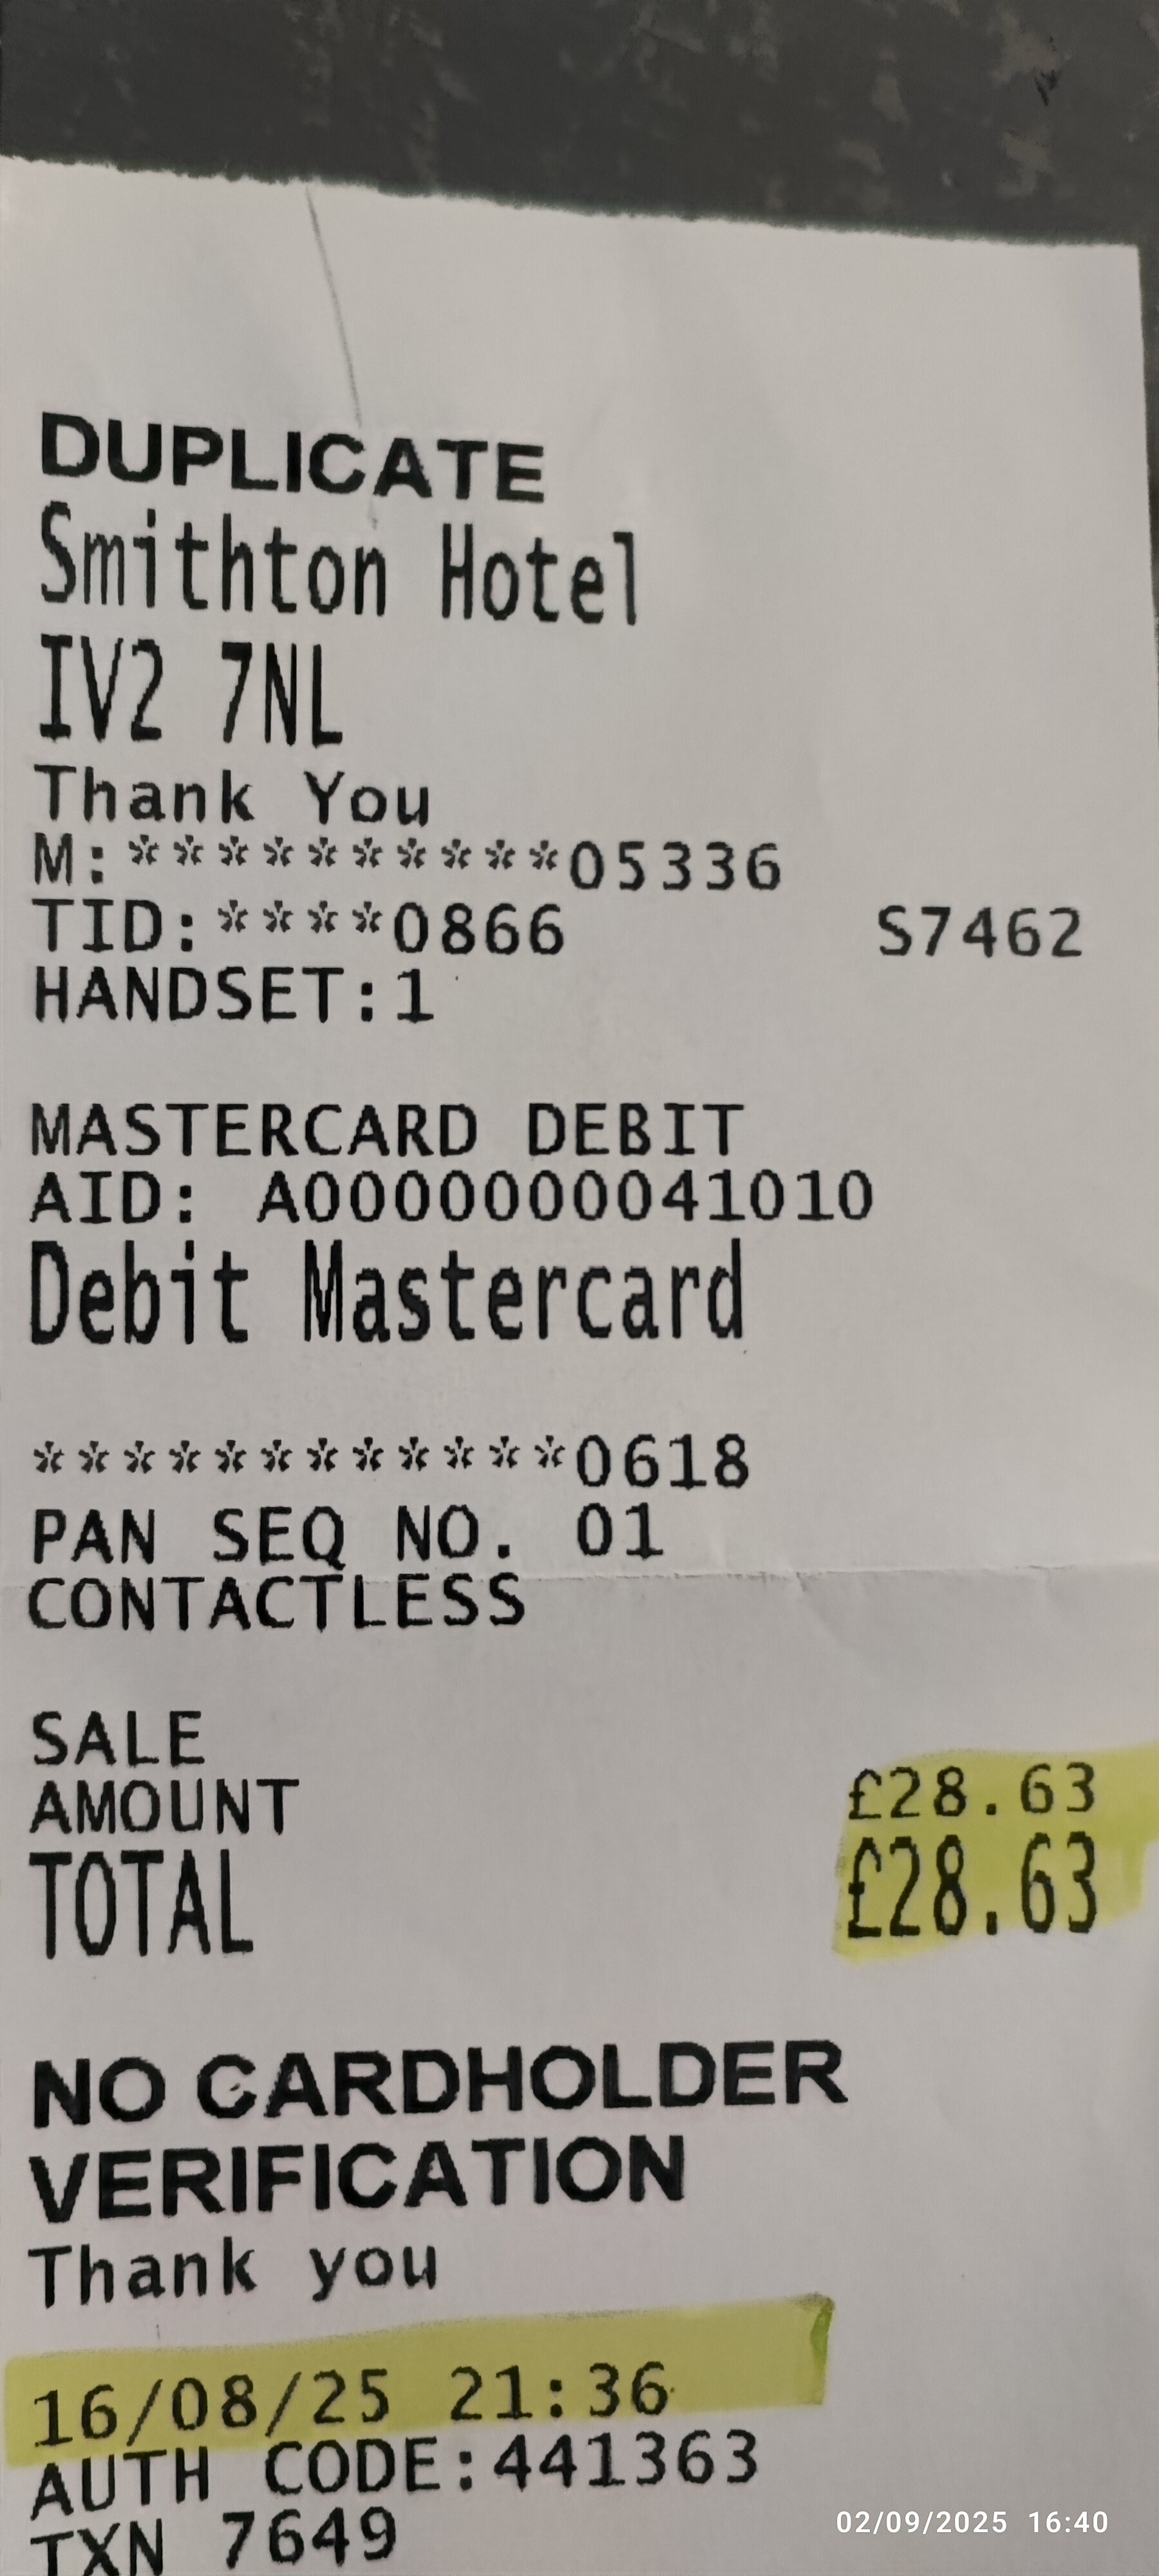 DUPLICATE
Smithton Hotel
IV2 7NL
Thank You
M:**********05336
TID:****0866 S7462
HANDSET:1
MASTERCARD DEBIT
AID: A0000000041010
Debit Mastercard
************0618
PAN SEQ NO. 01
CONTACTLESS
SALE
AMOUNT £28.63
TOTAL £28.63
NO CARDHOLDER
VERIFICATION
Thank you
16/08/25 21:36
AUTH CODE:441363
TXN 7649
02/09/2025 16:40